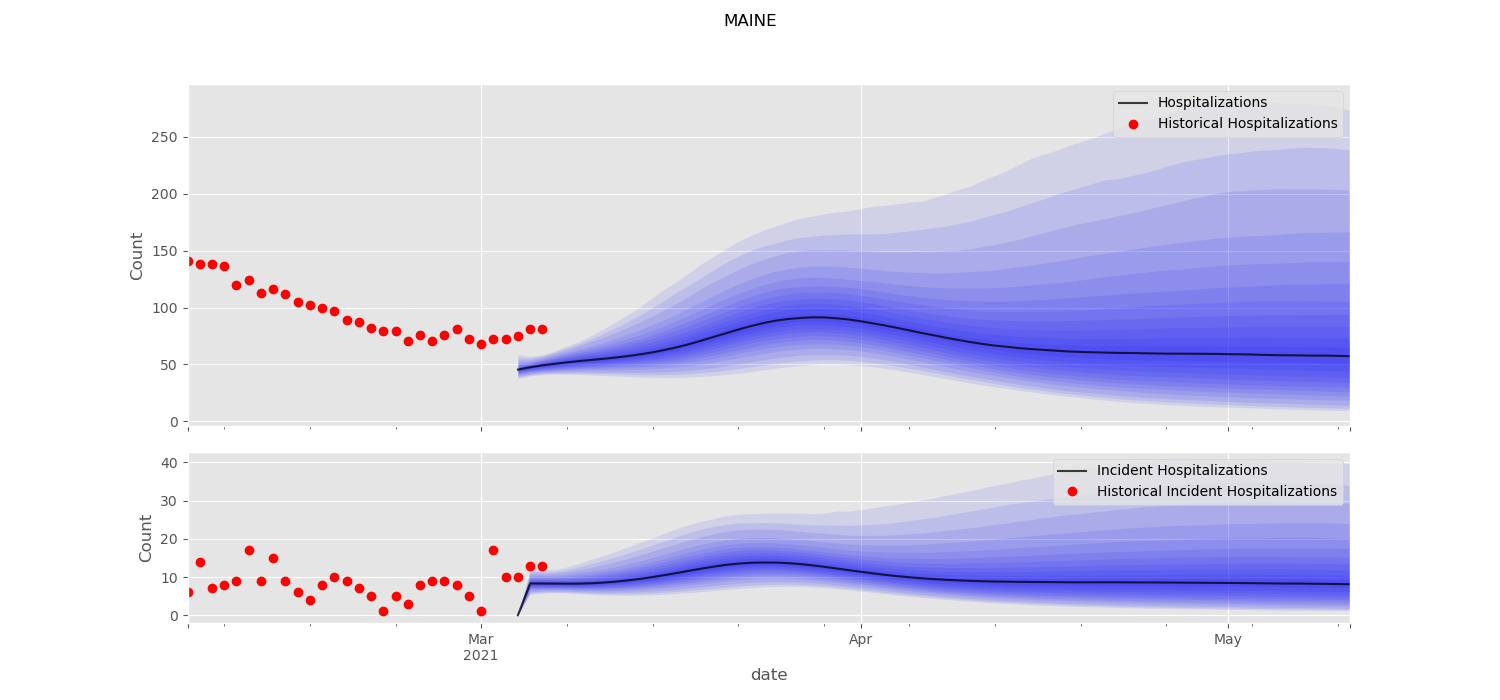 MAINE
Hospitalizations
Historical Hospitalizations
250
200
150
100
50
0
Count
Incident Hospitalizations
Historical Incident Hospitalizations
40
30
20
10
0
Count
Mar
2021
Apr
May
date